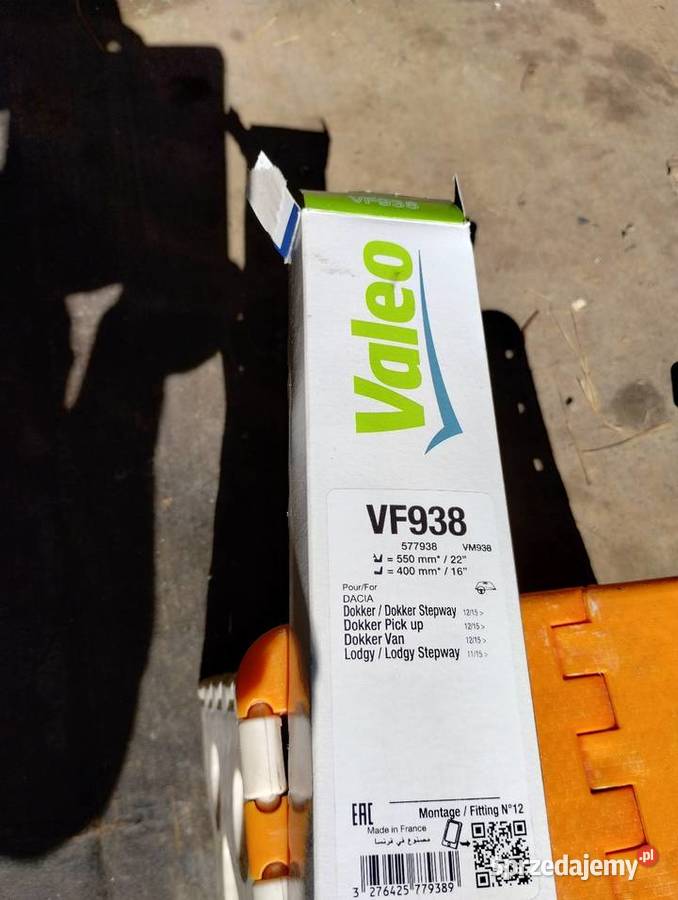 VF938
Valeo
VF938
577938 VM938
= 550 mm* / 22"
= 400 mm* / 16"
Pour/For
DACIA
Dokker / Dokker Stepway 12/15 >
Dokker Pick up 12/15 >
Dokker Van 12/15 >
Lodgy / Lodgy Stepway 11/15 >
EAC Montage / Fitting N°12
Made in France
مصنوع في فرنسا
3 276425 779389
sprzedajemy.pl